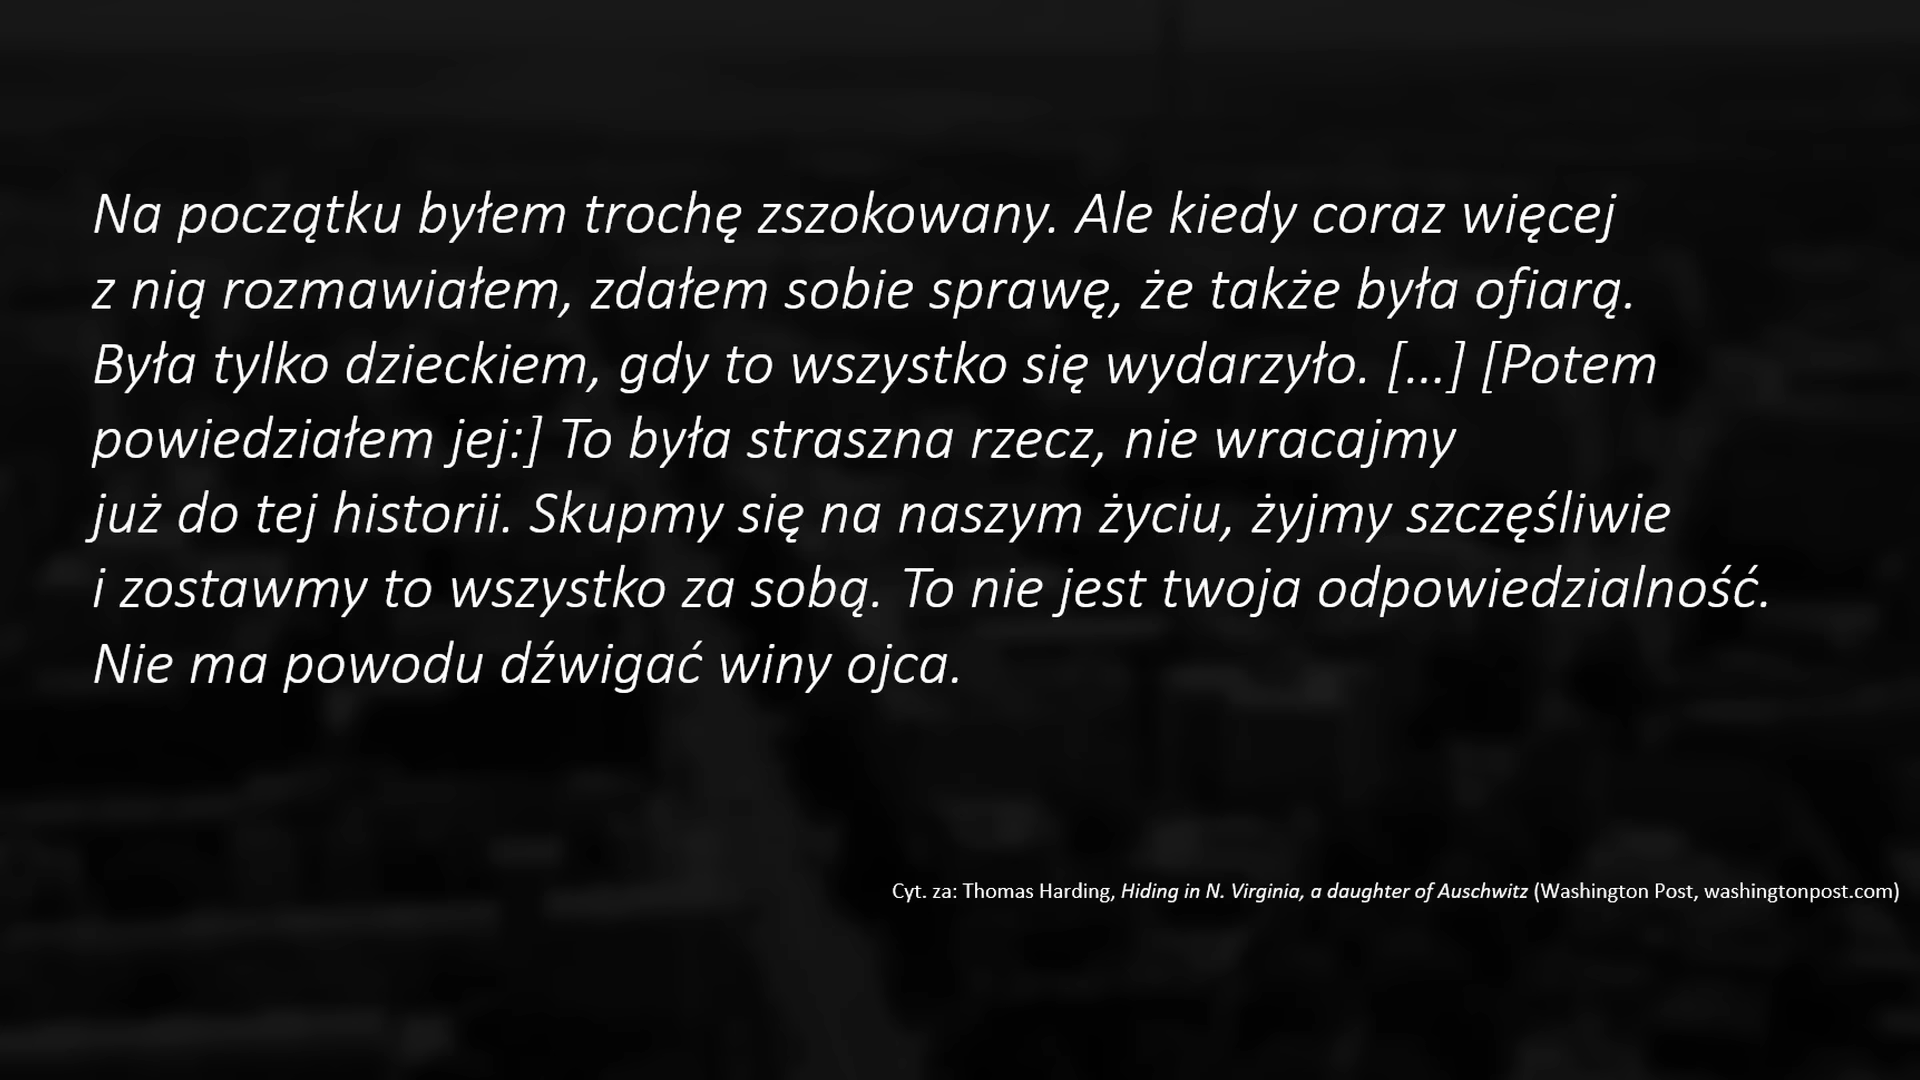 Na początku byłem trochę zszokowany. Ale kiedy coraz więcej
z nią rozmawiałem, zdałem sobie sprawę, że także była ofiarą.
Była tylko dzieckiem, gdy to wszystko się wydarzyło. [...] [Potem
powiedziałem jej:] To była straszna rzecz, nie wracajmy
już do tej historii. Skupmy się na naszym życiu, żyjmy szczęśliwie
i zostawmy to wszystko za sobą. To nie jest twoja odpowiedzialność.
Nie ma powodu dźwigać winy ojca.
Cyt. za: Thomas Harding, Hiding in N. Virginia, a daughter of Auschwitz (Washington Post, washingtonpost.com)